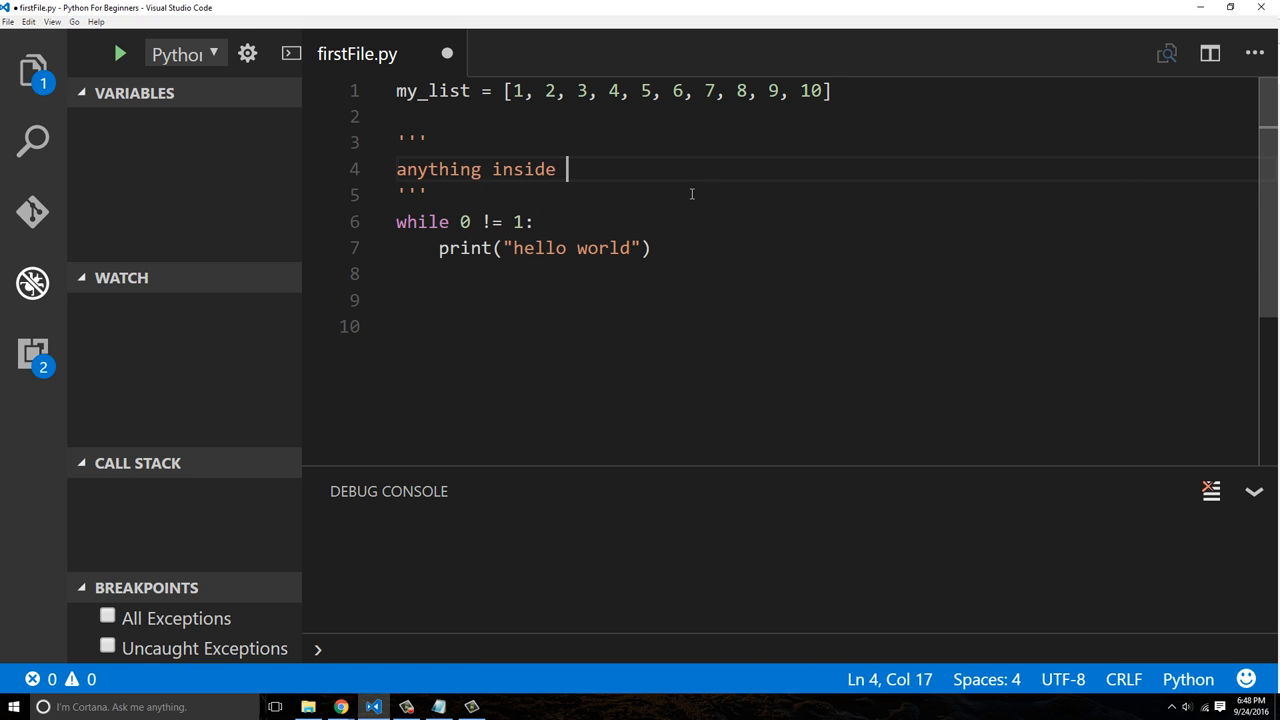 ● firstFile.py - Python For Beginners - Visual Studio Code
File Edit View Go Help
1
Python
firstFile.py
VARIABLES
WATCH
CALL STACK
BREAKPOINTS
All Exceptions
Uncaught Exceptions
2
1 my_list = [1, 2, 3, 4, 5, 6, 7, 8, 9, 10]
2
3 '''
4 anything inside
5 '''
6 while 0 != 1:
7     print("hello world")
8
9
10
DEBUG CONSOLE
0 0
Ln 4, Col 17 Spaces: 4 UTF-8 CRLF Python
I'm Cortana. Ask me anything.
6:48 PM
9/24/2016